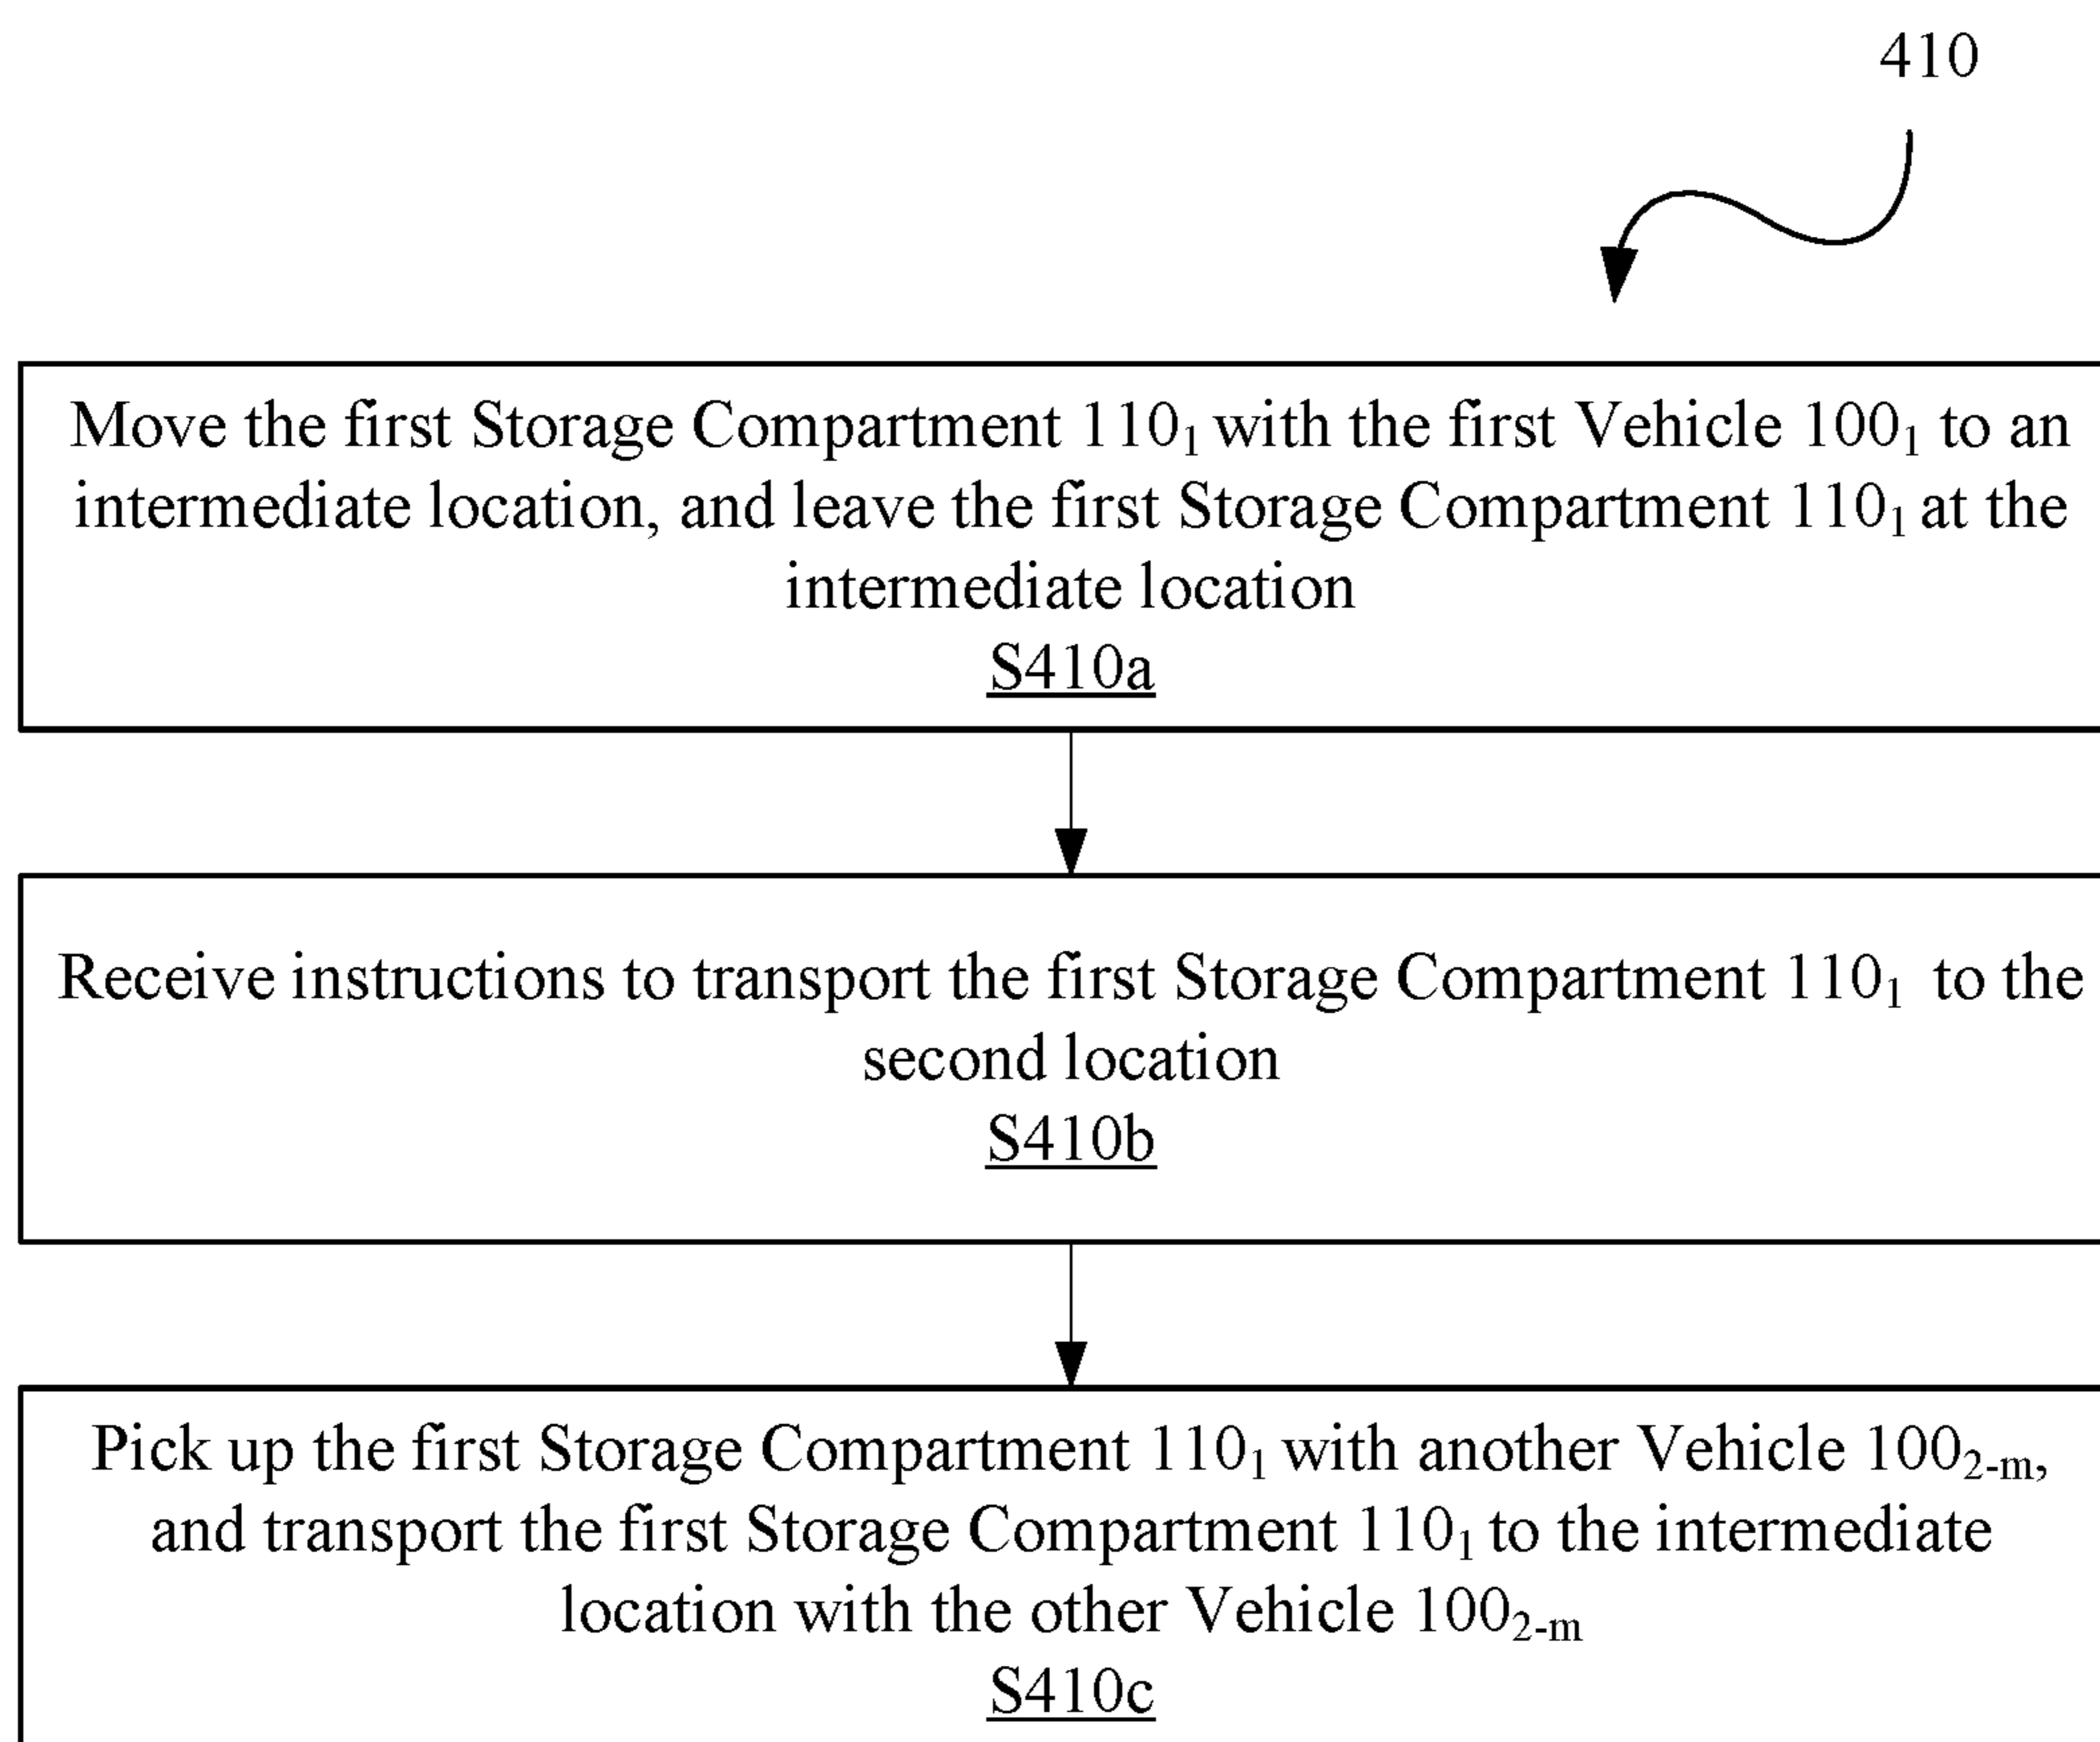 410
Move the first Storage Compartment 110₁ with the first Vehicle 100₁ to an
intermediate location, and leave the first Storage Compartment 110₁ at the
intermediate location
S410a
Receive instructions to transport the first Storage Compartment 110₁ to the
second location
S410b
Pick up the first Storage Compartment 110₁ with another Vehicle 100₂₋ₘ,
and transport the first Storage Compartment 110₁ to the intermediate
location with the other Vehicle 100₂₋ₘ
S410c